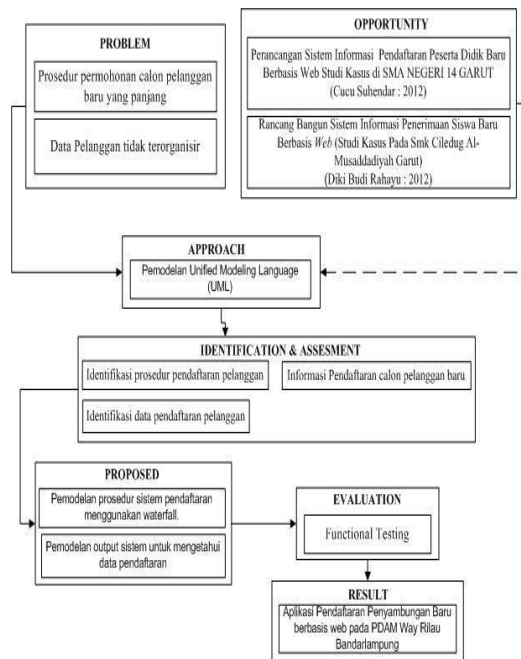 PROBLEM
Prosedur permohonan calon pelanggan
baru yang panjang
Data Pelanggan tidak terorganisir
OPPORTUNITY
Perancangan Sistem Informasi Pendaftaran Peserta Didik Baru
Berbasis Web Studi Kasus di SMA NEGERI 14 GARUT
(Cucu Suhendar : 2012)
Rancang Bangun Sistem Informasi Penerimaan Siswa Baru
Berbasis Web (Studi Kasus Pada Smk Ciledug Al-
Musaddadiyah Garut)
(Diki Budi Rahayu : 2012)
APPROACH
Pemodelan Unified Modeling Language
(UML)
IDENTIFICATION & ASSESMENT
Identifikasi prosedur pendaftaran pelanggan
Informasi Pendaftaran calon pelanggan baru
Identifikasi data pendaftaran pelanggan
PROPOSED
Pemodelan prosedur sistem pendaftaran
menggunakan waterfall.
Pemodelan output sistem untuk mengetahui
data pendaftaran
EVALUATION
Functional Testing
RESULT
Aplikasi Pendaftaran Penyambungan Baru
berbasis web pada PDAM Way Rilau
Bandarlampung